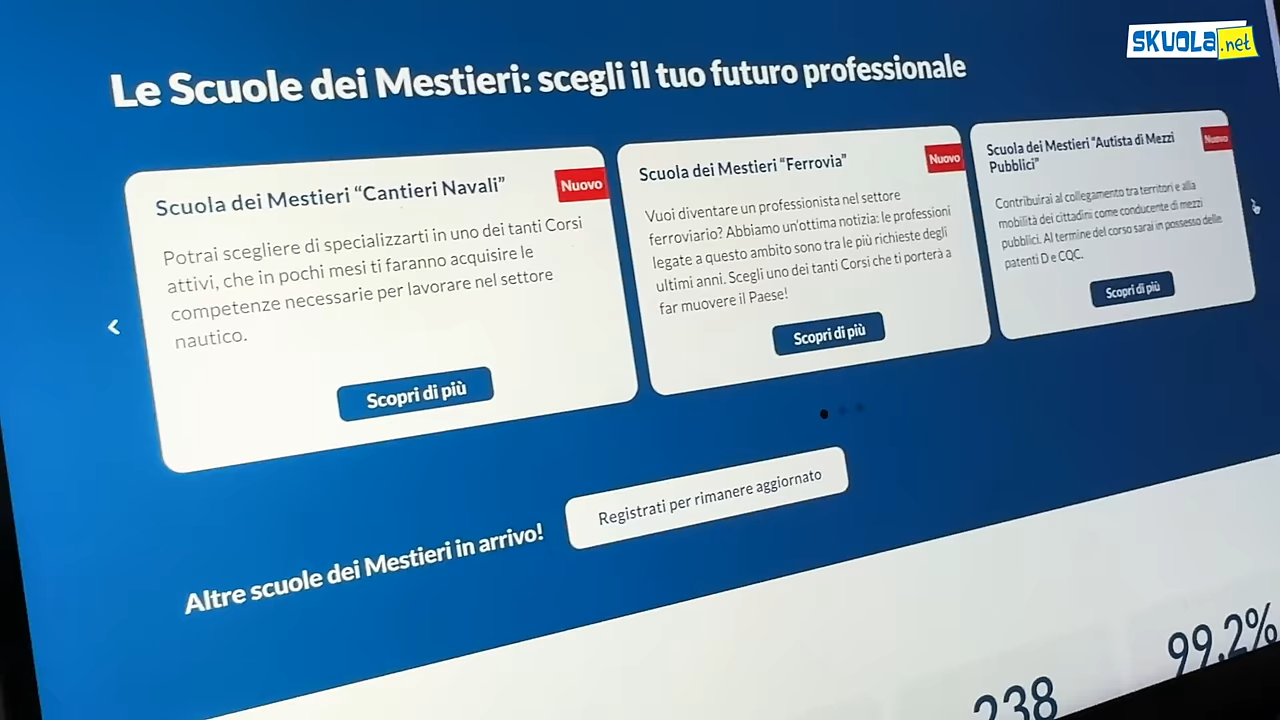 SKUOLA.net
Le Scuole dei Mestieri: scegli il tuo futuro professionale
Scuola dei Mestieri “Cantieri Navali”
Nuovo
Potrai scegliere di specializzarti in uno dei tanti Corsi
attivi, che in pochi mesi ti faranno acquisire le
competenze necessarie per lavorare nel settore
nautico.
Scopri di più
Scuola dei Mestieri “Ferrovia”
Nuovo
Vuoi diventare un professionista nel settore
ferroviario? Abbiamo un'ottima notizia: le professioni
legate a questo ambito sono tra le più richieste degli
ultimi anni. Scegli uno dei tanti Corsi che ti porterà a
far muovere il Paese!
Scopri di più
Scuola dei Mestieri “Autista di Mezzi
Pubblici”
Nuovo
Contribuirai al collegamento tra territori e alla
mobilità dei cittadini come conducente di mezzi
pubblici. Al termine del corso sarai in possesso delle
patenti D e CQC.
Scopri di più
Altre scuole dei Mestieri in arrivo!
Registrati per rimanere aggiornato
238
99.2%